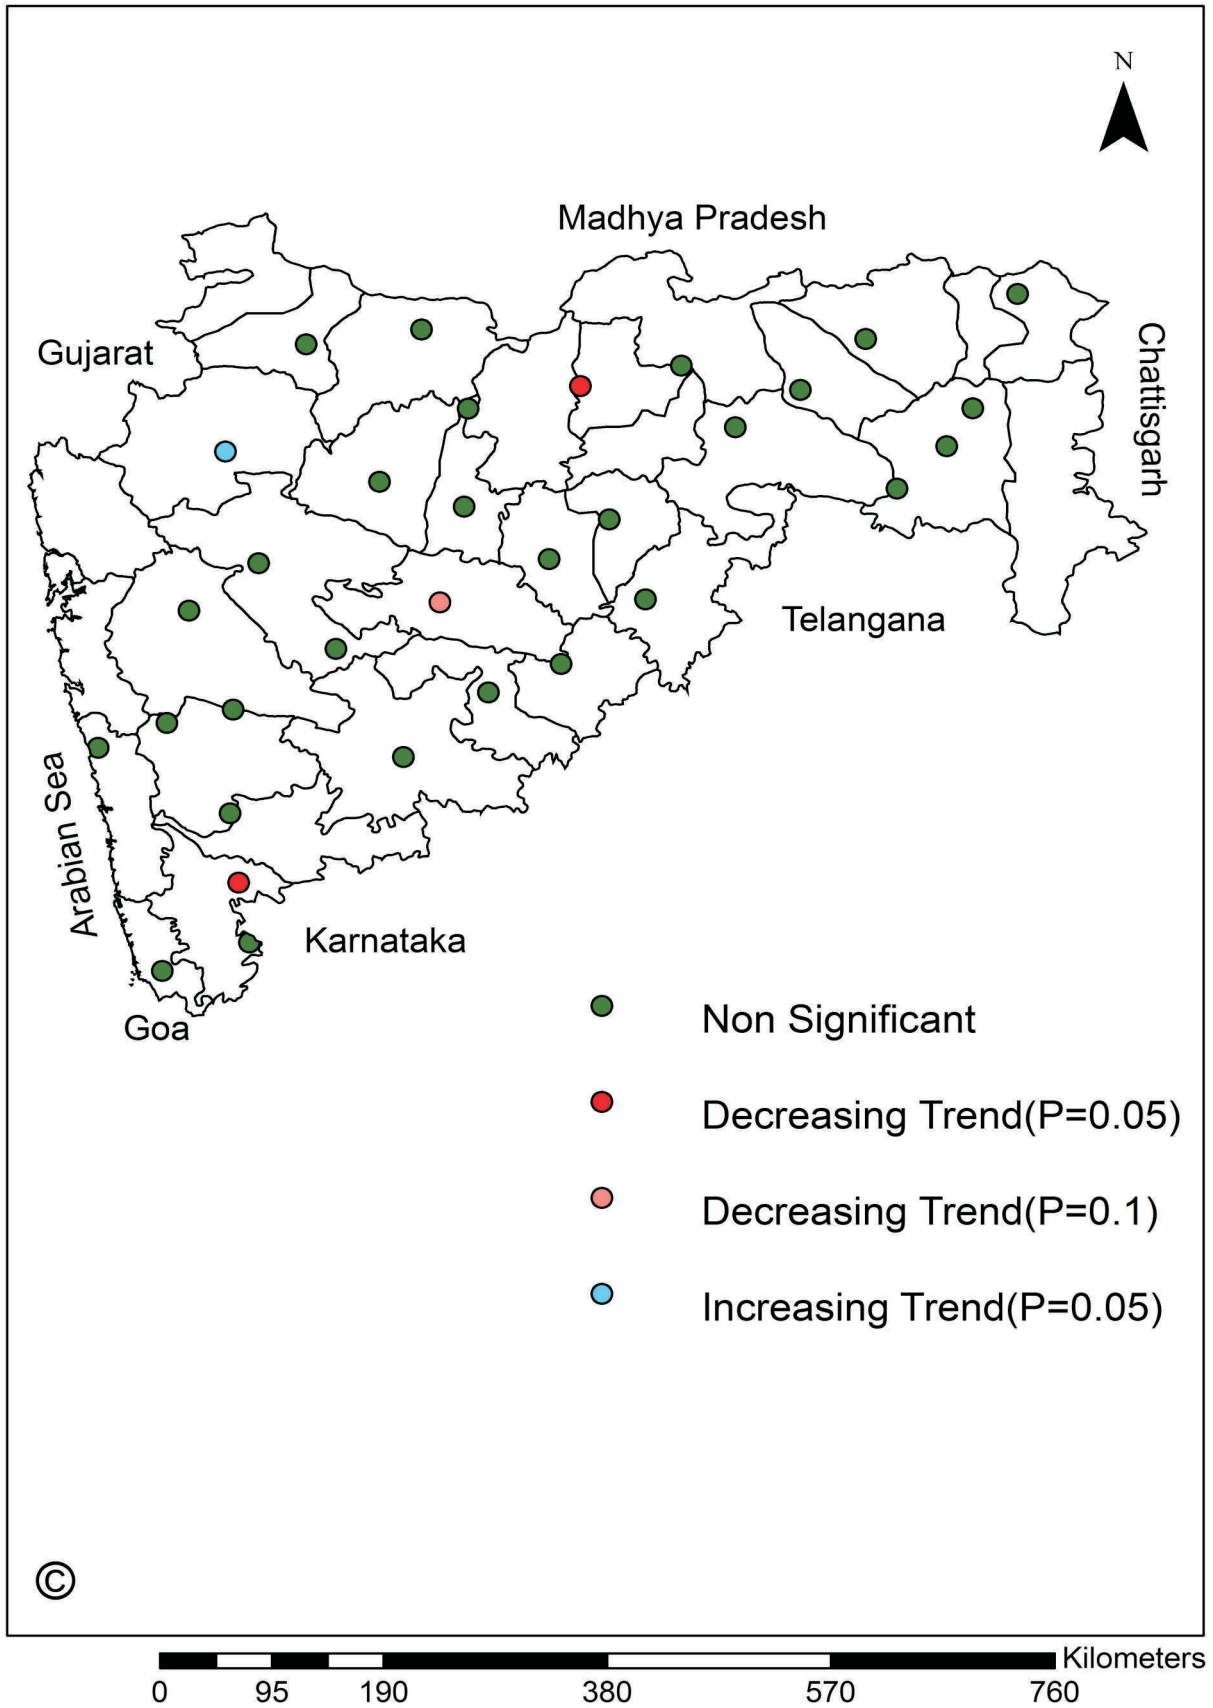 N
Madhya Pradesh
Gujarat
Chattisgarh
Telangana
Arabian Sea
Karnataka
Goa
Non Significant
Decreasing Trend(P=0.05)
Decreasing Trend(P=0.1)
Increasing Trend(P=0.05)
©
Kilometers
0 95 190 380 570 760